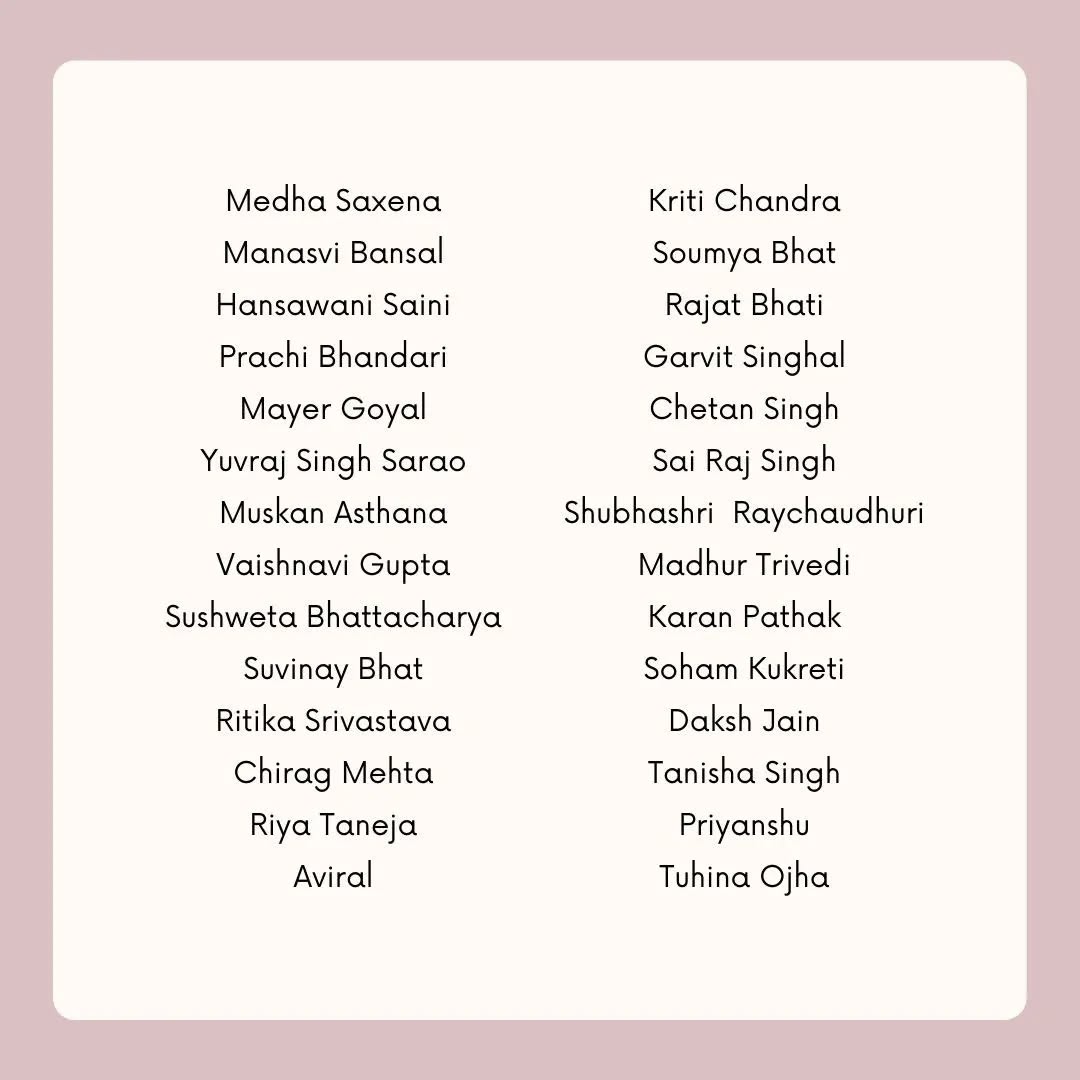 Medha Saxena
Manasvi Bansal
Hansawani Saini
Prachi Bhandari
Mayer Goyal
Yuvraj Singh Sarao
Muskan Asthana
Vaishnavi Gupta
Sushweta Bhattacharya
Suvinay Bhat
Ritika Srivastava
Chirag Mehta
Riya Taneja
Aviral
Kriti Chandra
Soumya Bhat
Rajat Bhati
Garvit Singhal
Chetan Singh
Sai Raj Singh
Shubhashri  Raychaudhuri
Madhur Trivedi
Karan Pathak
Soham Kukreti
Daksh Jain
Tanisha Singh
Priyanshu
Tuhina Ojha